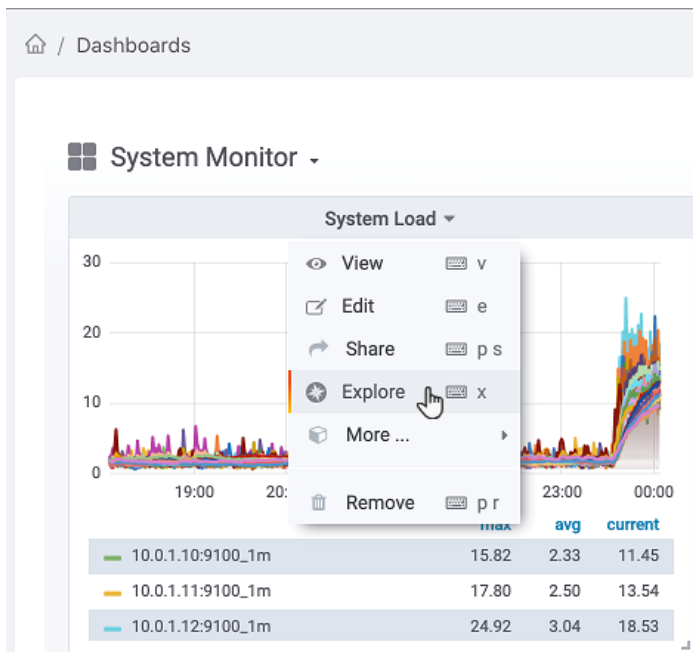 / Dashboards
System Monitor
System Load
View v
Edit e
Share p s
Explore x
More ...
Remove p r
30
20
10
0
19:00 20: 23:00 00:00
max avg current
10.0.1.10:9100_1m 15.82 2.33 11.45
10.0.1.11:9100_1m 17.80 2.50 13.54
10.0.1.12:9100_1m 24.92 3.04 18.53